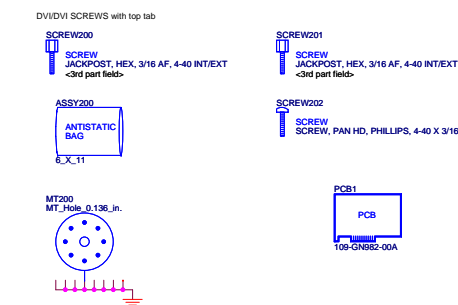 DVI/DVI SCREWS with top tab
SCREW200
SCREW
JACKPOST, HEX, 3/16 AF, 4-40 INT/EXT
<3rd part field>
SCREW201
SCREW
JACKPOST, HEX, 3/16 AF, 4-40 INT/EXT
<3rd part field>
ASSY200
ANTISTATIC
BAG
6_X_11
SCREW202
SCREW
SCREW, PAN HD, PHILLIPS, 4-40 X 3/16
MT200
MT_Hole_0.136_in.
PCB1
PCB
109-GN982-00A